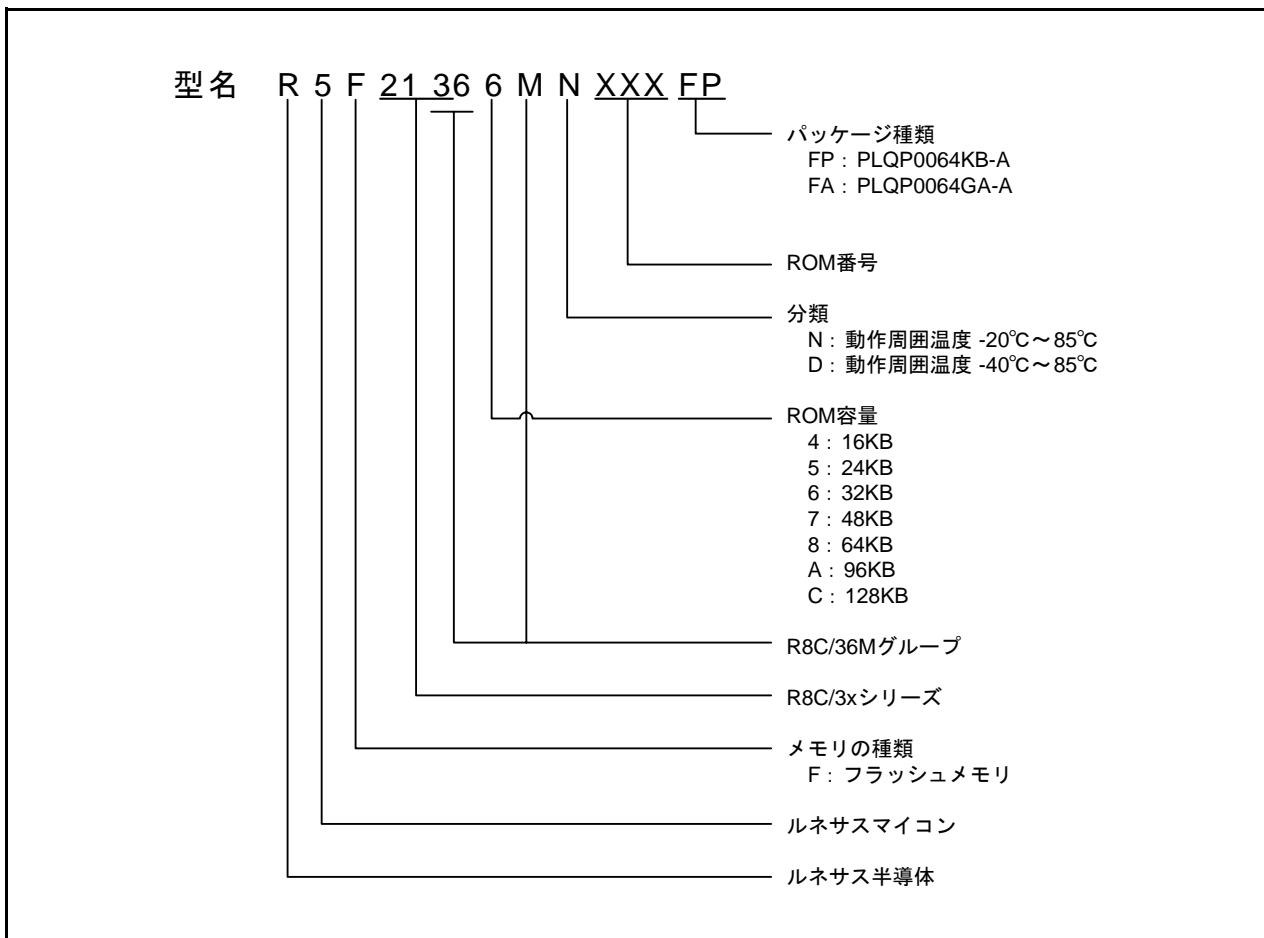 型名 R 5 F 21 36 6 M N XXX FP
パッケージ種類
FP : PLQP0064KB-A
FA : PLQP0064GA-A
ROM番号
分類
N : 動作周囲温度 -20℃～85℃
D : 動作周囲温度 -40℃～85℃
ROM容量
4 : 16KB
5 : 24KB
6 : 32KB
7 : 48KB
8 : 64KB
A : 96KB
C : 128KB
R8C/36Mグループ
R8C/3xシリーズ
メモリの種類
F : フラッシュメモリ
ルネサスマイコン
ルネサス半導体